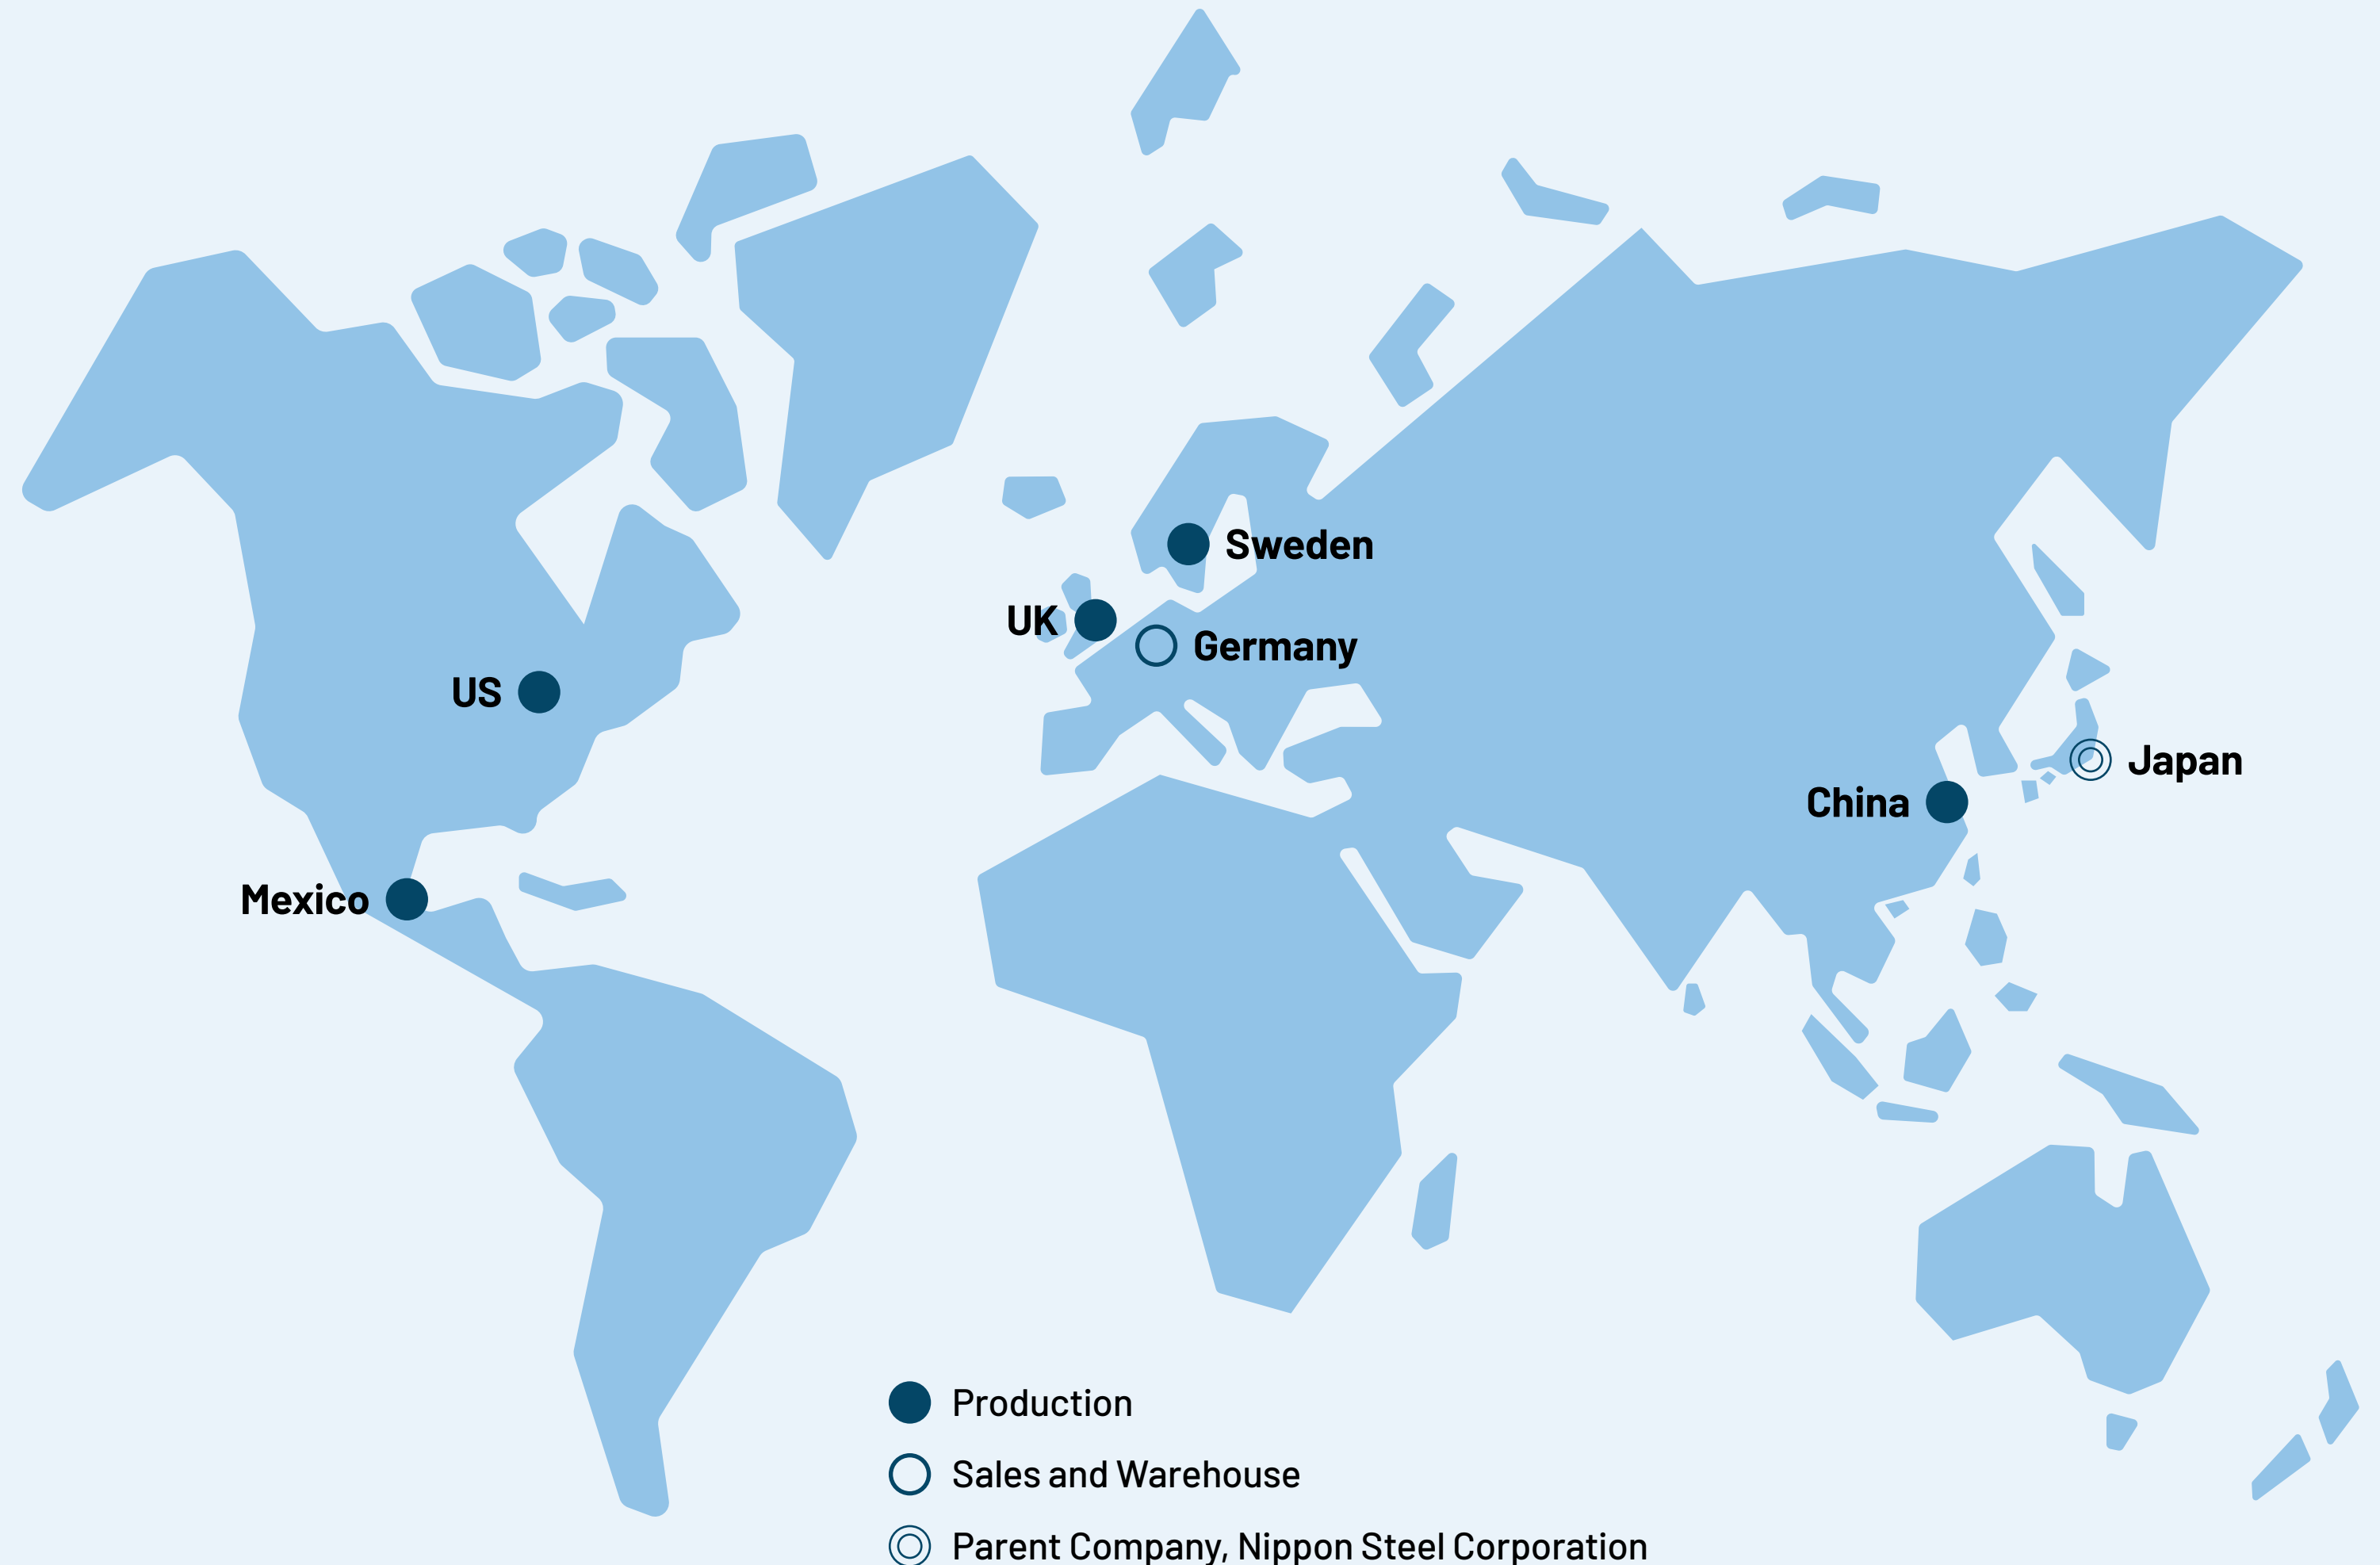 Sweden
UK
Germany
US
Japan
China
Mexico
Production
Sales and Warehouse
Parent Company, Nippon Steel Corporation